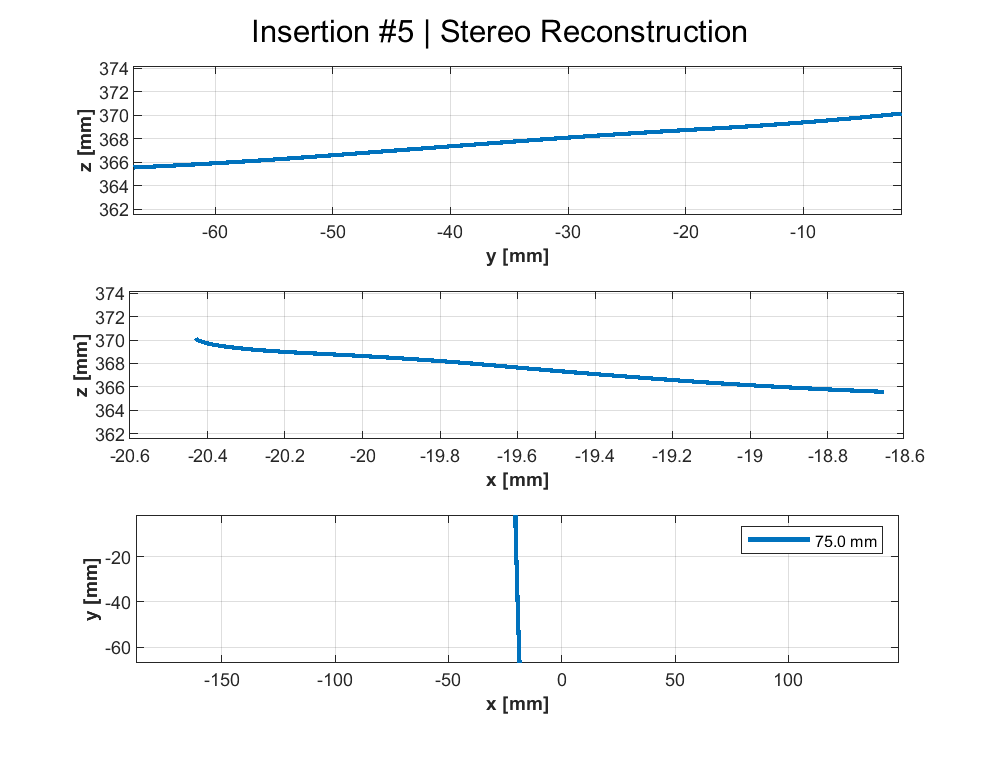 Insertion #5 | Stereo Reconstruction
374
372
370
368
366
364
362
z [mm]
-60 -50 -40 -30 -20 -10
y [mm]
374
372
370
368
366
364
362
z [mm]
-20.6 -20.4 -20.2 -20 -19.8 -19.6 -19.4 -19.2 -19 -18.8 -18.6
x [mm]
75.0 mm
-20
-40
-60
y [mm]
-150 -100 -50 0 50 100
x [mm]